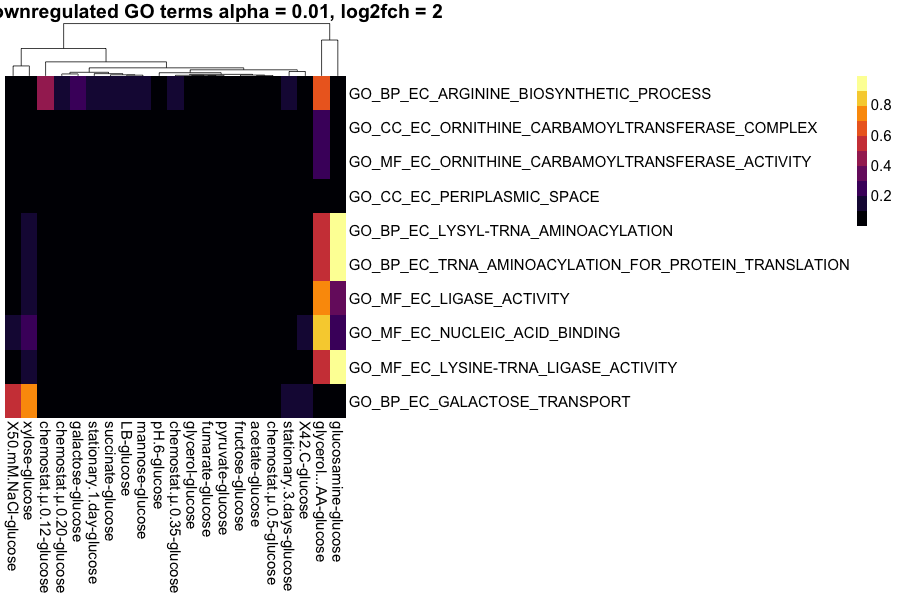 ownregulated GO terms alpha = 0.01, log2fch = 2
GO_BP_EC_ARGININE_BIOSYNTHETIC_PROCESS
GO_CC_EC_ORNITHINE_CARBAMOYLTRANSFERASE_COMPLEX
GO_MF_EC_ORNITHINE_CARBAMOYLTRANSFERASE_ACTIVITY
GO_CC_EC_PERIPLASMIC_SPACE
GO_BP_EC_LYSYL-TRNA_AMINOACYLATION
GO_BP_EC_TRNA_AMINOACYLATION_FOR_PROTEIN_TRANSLATION
GO_MF_EC_LIGASE_ACTIVITY
GO_MF_EC_NUCLEIC_ACID_BINDING
GO_MF_EC_LYSINE-TRNA_LIGASE_ACTIVITY
GO_BP_EC_GALACTOSE_TRANSPORT
0.8
0.6
0.4
0.2
X50.mM.NaCl-glucose
xylose-glucose
chemostat.µ.0.12-glucose
chemostat.µ.0.20-glucose
galactose-glucose
stationary.1.day-glucose
succinate-glucose
LB-glucose
mannose-glucose
pH.6-glucose
chemostat.µ.0.35-glucose
glycerol-glucose
fumarate-glucose
pyruvate-glucose
fructose-glucose
acetate-glucose
chemostat.µ.0.5-glucose
stationary.3.days-glucose
X42.C-glucose
glycerol...AA-glucose
glucosamine-glucose